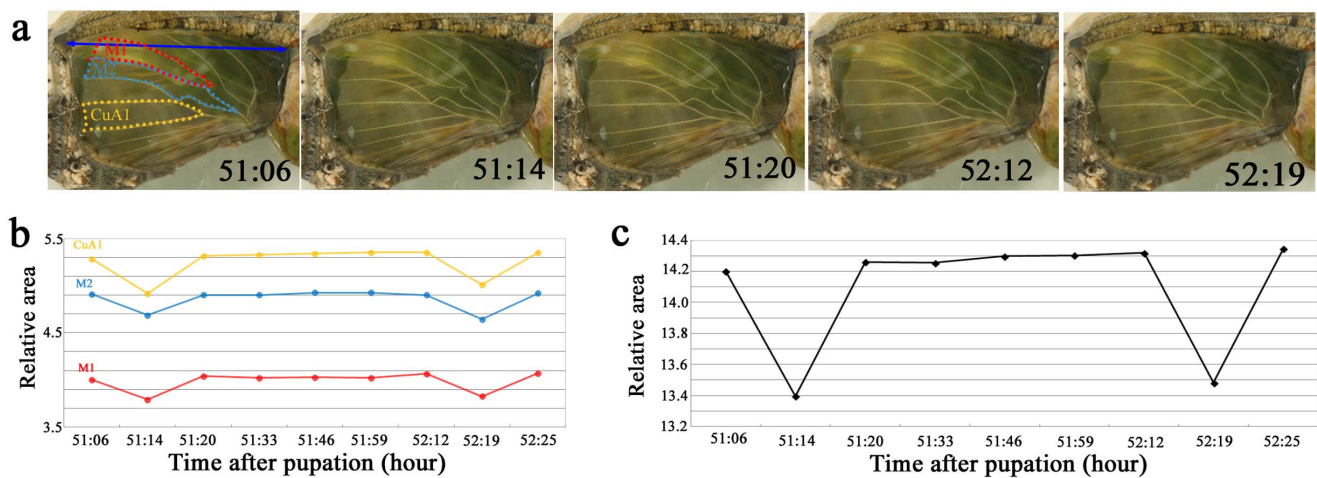 a
M1
M2
CuA1
51:06
51:14
51:20
52:12
52:19
b
CuA1
M2
M1
5.5
4.5
3.5
Relative area
51:06 51:14 51:20 51:33 51:46 51:59 52:12 52:19 52:25
Time after pupation (hour)
c
14.4
14.2
14.0
13.8
13.6
13.4
13.2
Relative area
51:06 51:14 51:20 51:33 51:46 51:59 52:12 52:19 52:25
Time after pupation (hour)